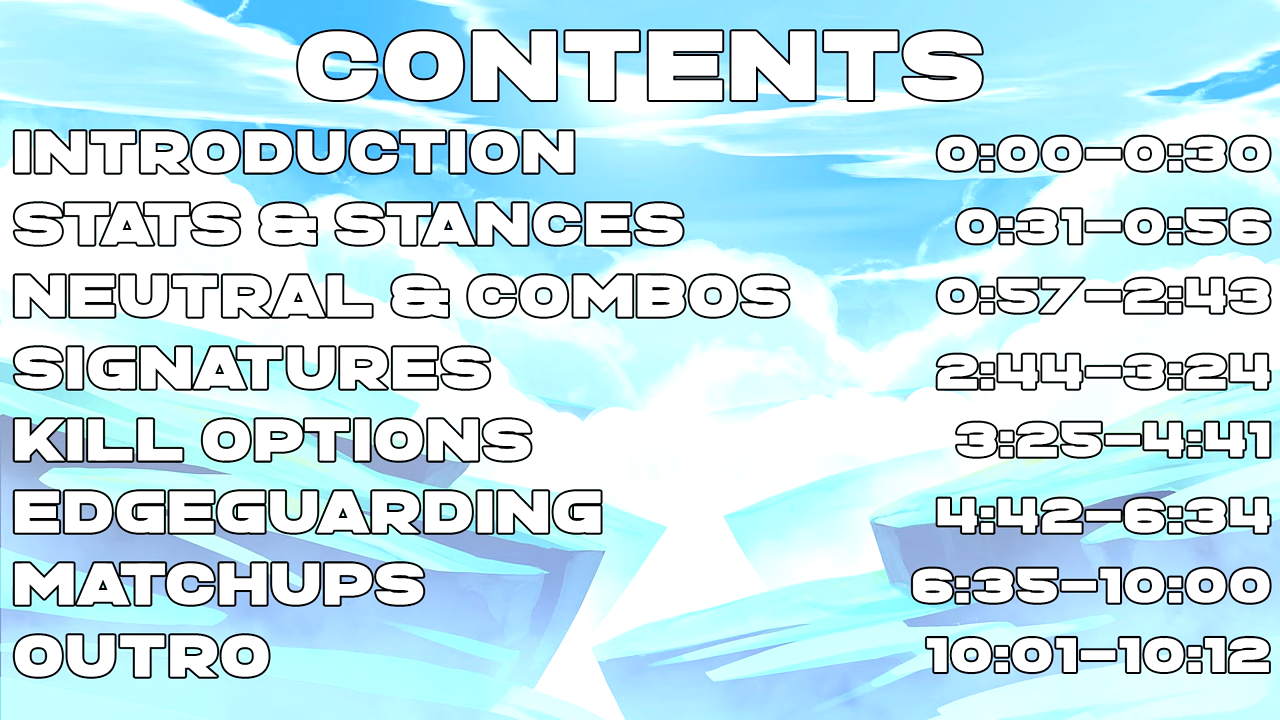 CONTENTS
INTRODUCTION 0:00–0:30
STATS & STANCES 0:31–0:56
NEUTRAL & COMBOS 0:57–2:43
SIGNATURES 2:44–3:24
KILL OPTIONS 3:25–4:41
EDGEGUARDING 4:42–6:34
MATCHUPS 6:35–10:00
OUTRO 10:01–10:12